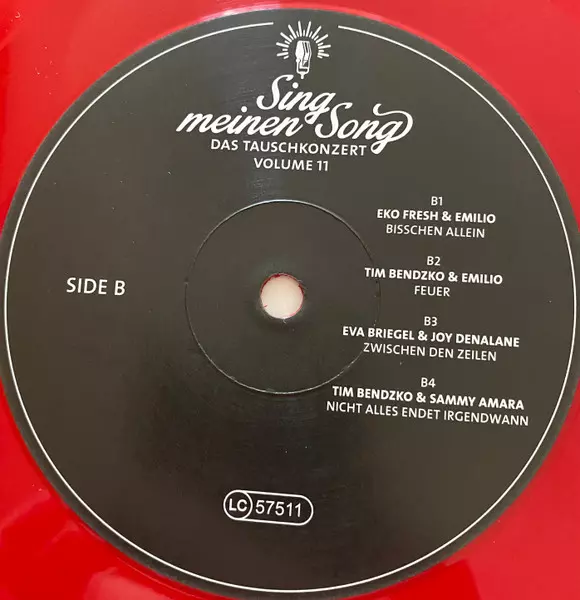 Sing
meinen Song
DAS TAUSCHKONZERT
VOLUME 11
SIDE B
B1
EKO FRESH & EMILIO
BISSCHEN ALLEIN
B2
TIM BENDZKO & EMILIO
FEUER
B3
EVA BRIEGEL & JOY DENALANE
ZWISCHEN DEN ZEILEN
B4
TIM BENDZKO & SAMMY AMARA
NICHT ALLES ENDET IRGENDWANN
LC 57511